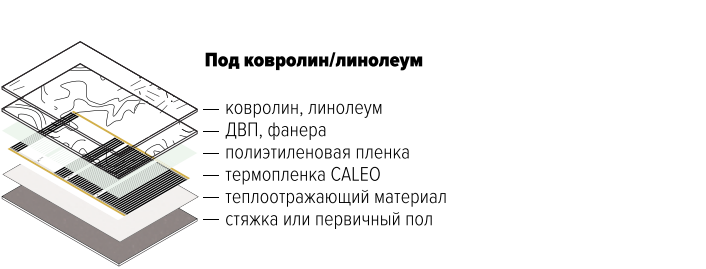 Под ковролин/линолеум
— ковролин, линолеум
— ДВП, фанера
— полиэтиленовая пленка
— термопленка CALEO
— теплоотражающий материал
— стяжка или первичный пол